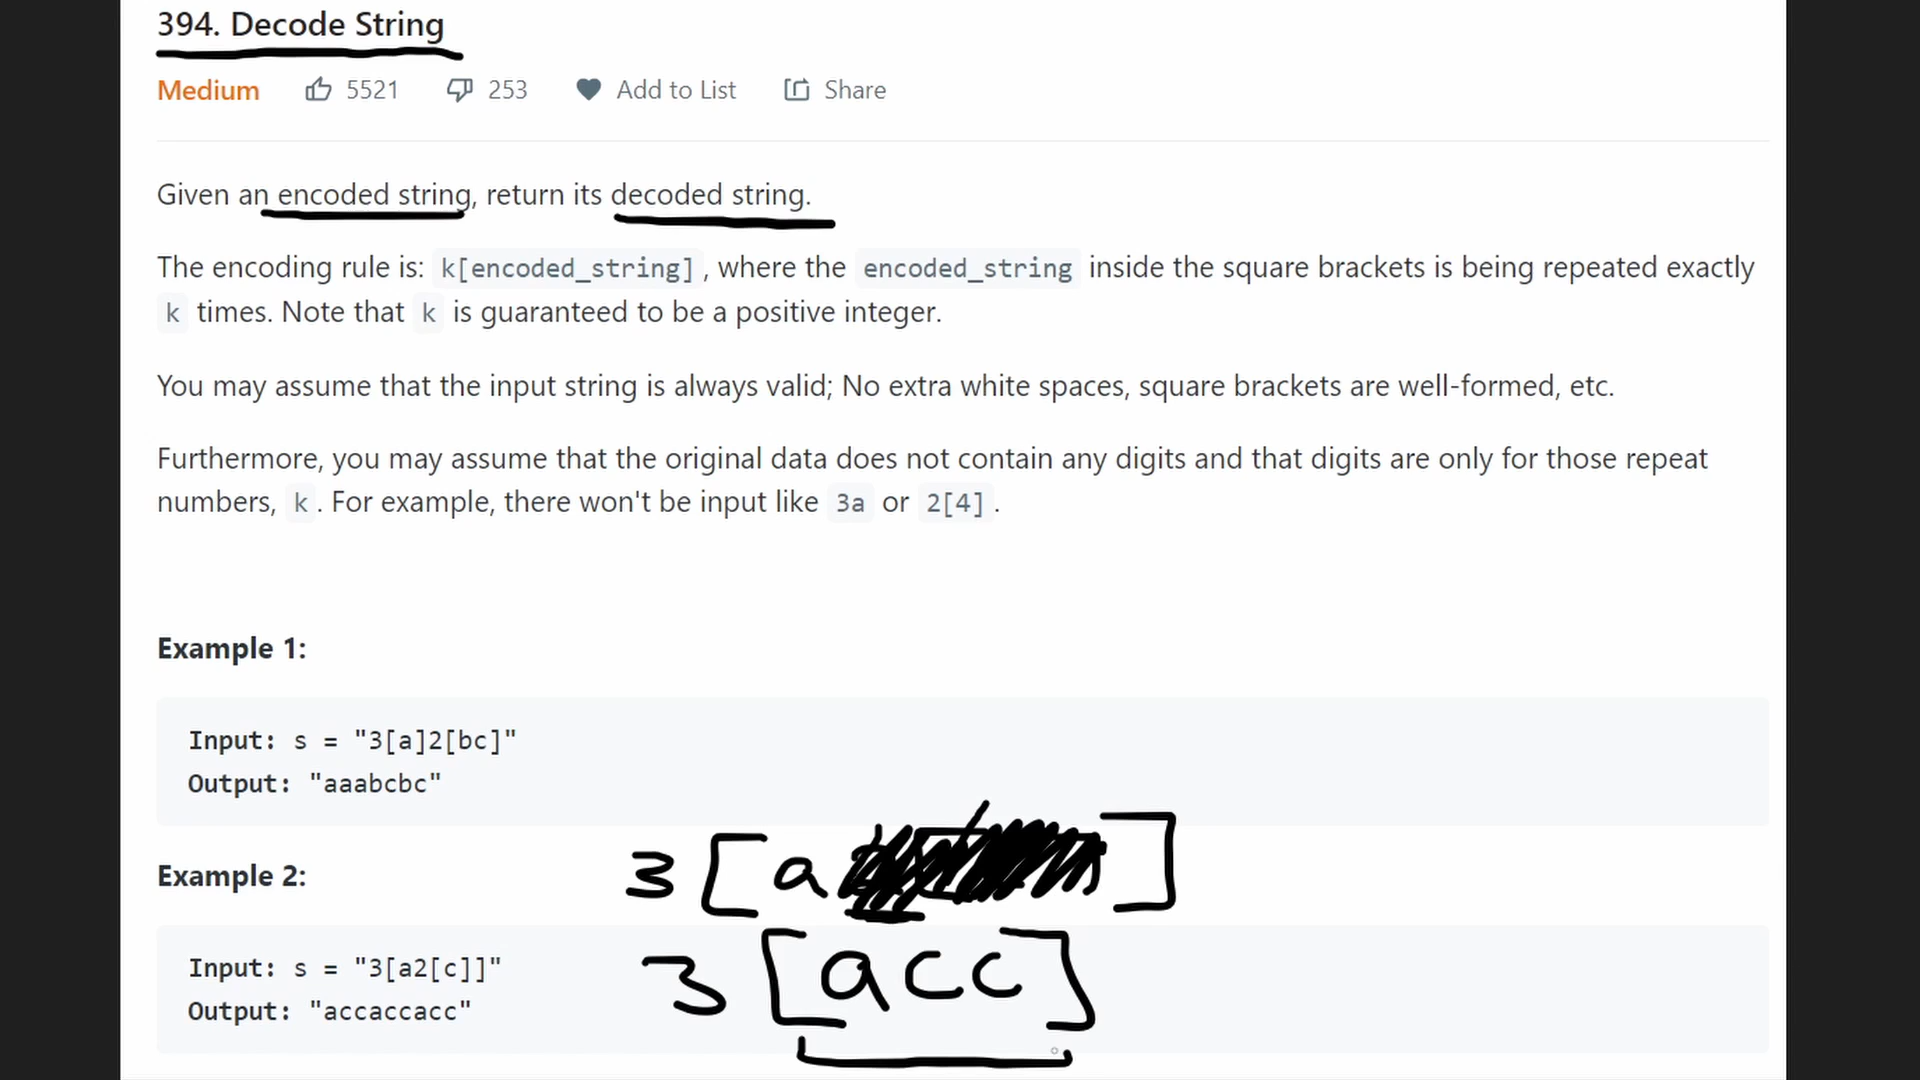 394. Decode String
Medium 5521 253 Add to List Share
Given an encoded string, return its decoded string.
The encoding rule is: k[encoded_string], where the encoded_string inside the square brackets is being repeated exactly
k times. Note that k is guaranteed to be a positive integer.
You may assume that the input string is always valid; No extra white spaces, square brackets are well-formed, etc.
Furthermore, you may assume that the original data does not contain any digits and that digits are only for those repeat
numbers, k. For example, there won't be input like 3a or 2[4].
Example 1:
Input: s = "3[a]2[bc]"
Output: "aaabcbc"
3 [a ]
Example 2:
3 [acc]
Input: s = "3[a2[c]]"
Output: "accaccacc"